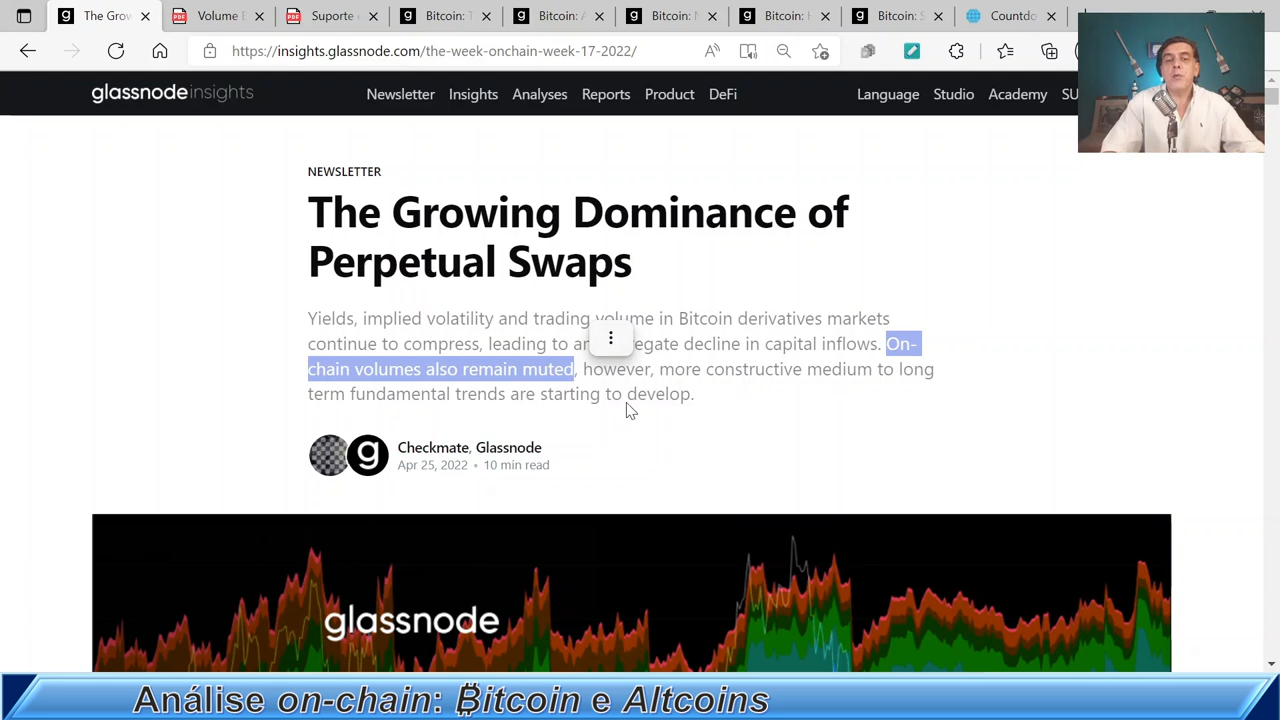 The Gro
Volume B
Suporte e
Bitcoin: T
Bitcoin: A
Bitcoin: N
Bitcoin: H
Bitcoin: S
Countdo
https://insights.glassnode.com/the-week-onchain-week-17-2022/
glassnode insights
Newsletter Insights Analyses Reports Product DeFi
Language Studio Academy SU
NEWSLETTER
The Growing Dominance of
Perpetual Swaps
Yields, implied volatility and trading volume in Bitcoin derivatives markets
continue to compress, leading to an regate decline in capital inflows. On-
chain volumes also remain muted, however, more constructive medium to long
term fundamental trends are starting to develop.
Checkmate, Glassnode
Apr 25, 2022 • 10 min read
glassnode
Análise on-chain: ₿itcoin e Altcoins